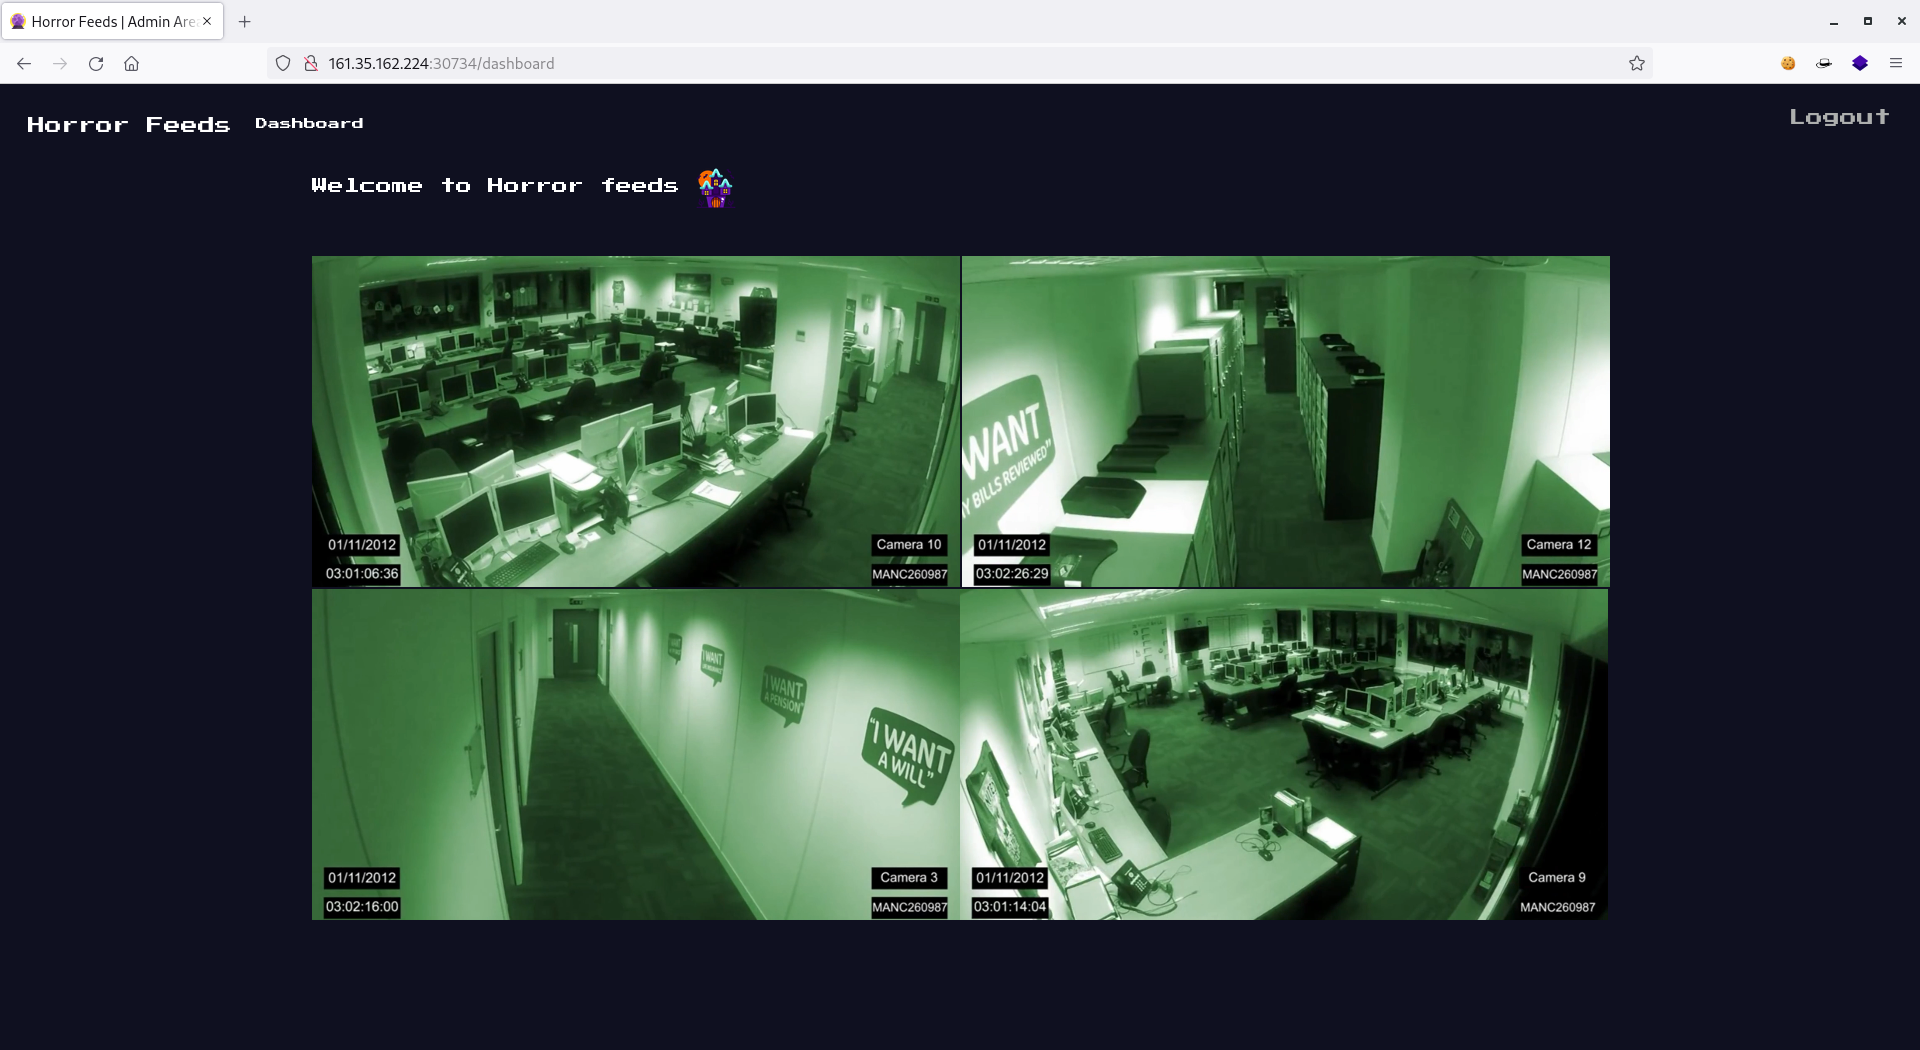 Horror Feeds | Admin Are
161.35.162.224:30734/dashboard
Horror Feeds Dashboard Logout
Welcome to Horror feeds
01/11/2012 Camera 10
03:01:06:36 MANC260987
WANT
Y BILLS REVIEWED"
01/11/2012 Camera 12
03:02:26:29 MANC260987
I WANT
"I WANT
A PENSION"
"I WANT
A WILL"
01/11/2012 Camera 3
03:02:16:00 MANC260987
01/11/2012 Camera 9
03:01:14:04 MANC260987